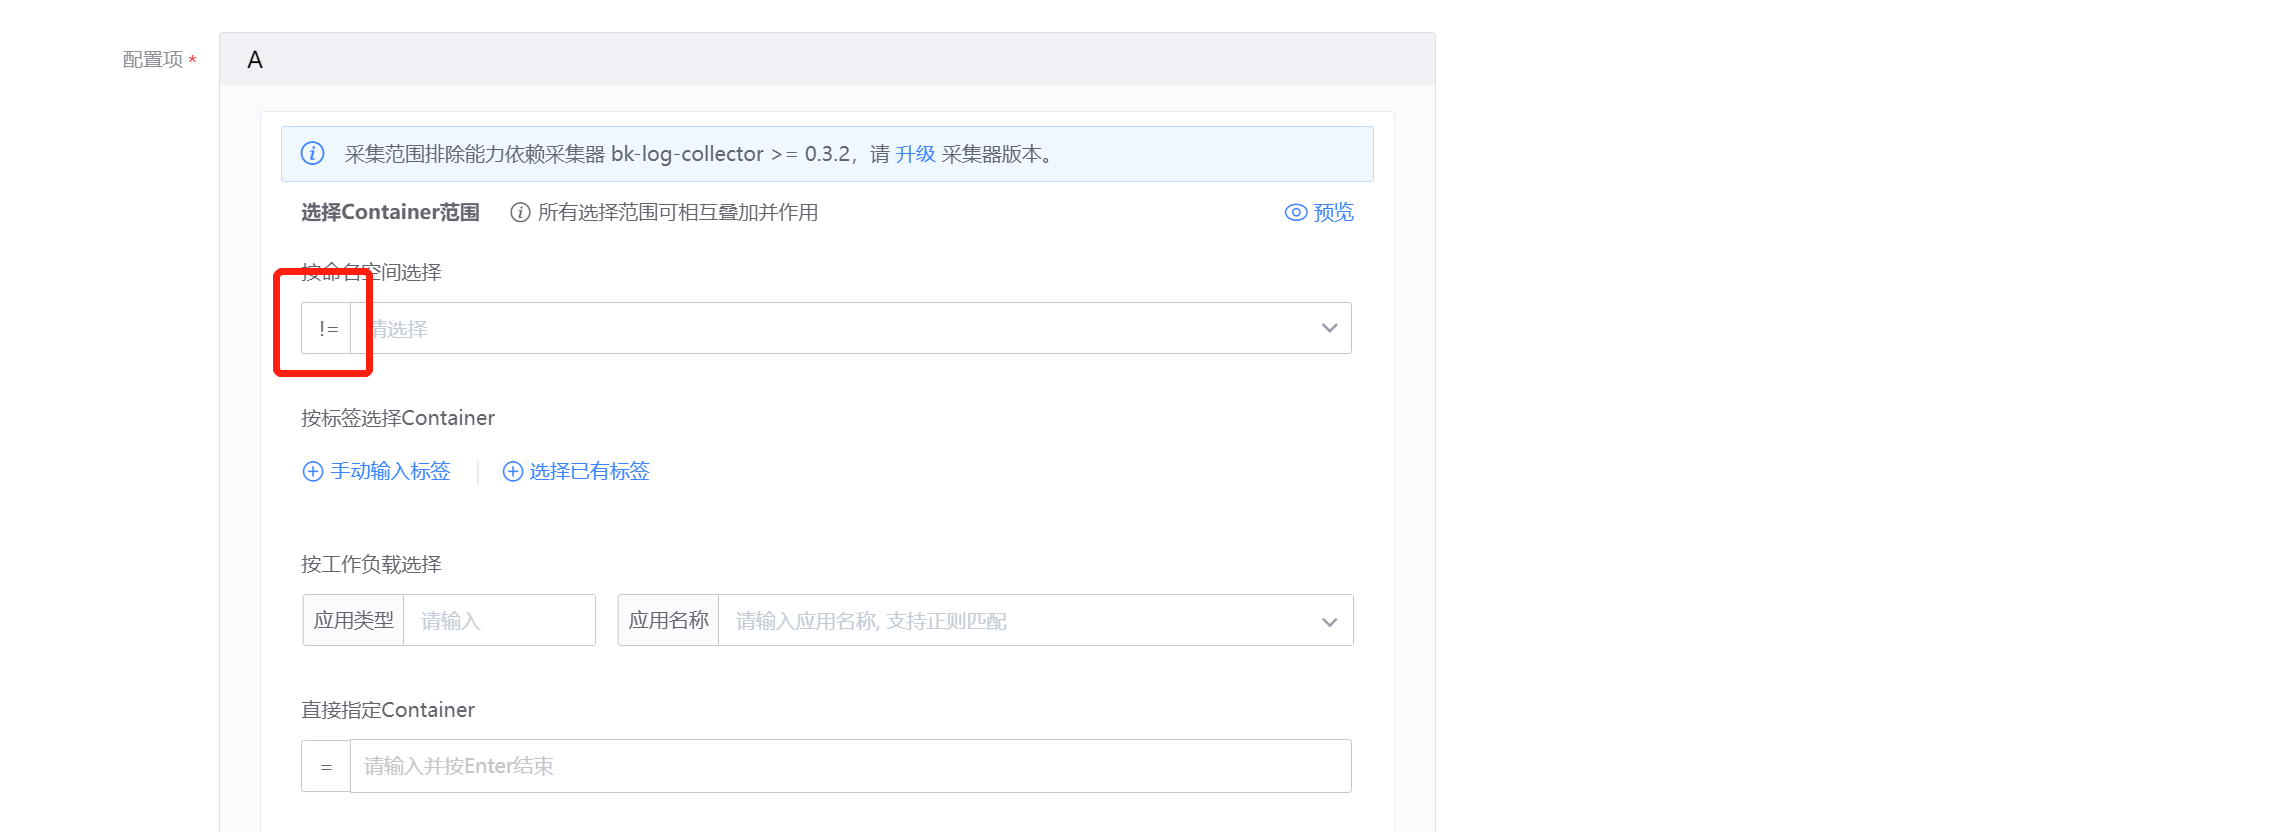 配置项 *
A
采集范围排除能力依赖采集器 bk-log-collector >= 0.3.2，请 升级 采集器版本。
选择Container范围 所有选择范围可相互叠加并作用 预览
按命名空间选择
!= 请选择
按标签选择Container
手动输入标签 选择已有标签
按工作负载选择
应用类型 请输入 应用名称 请输入应用名称, 支持正则匹配
直接指定Container
= 请输入并按Enter结束